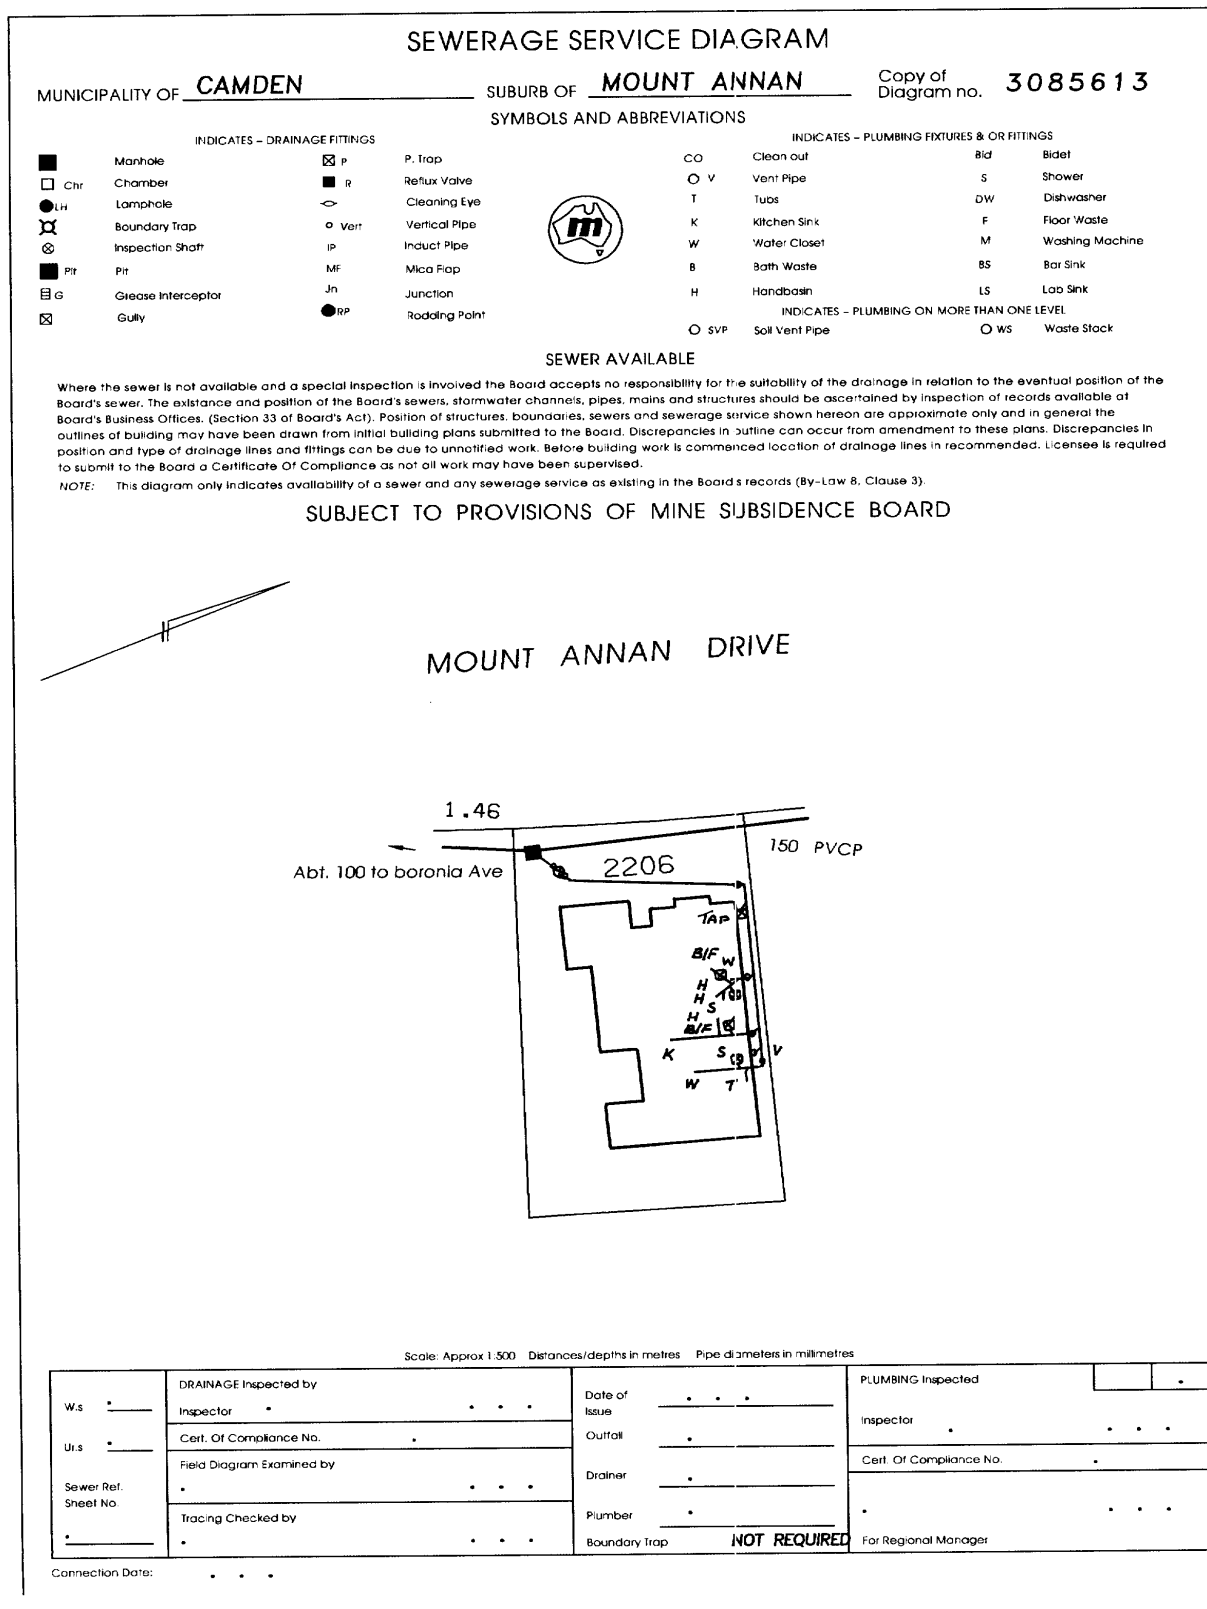 SEWERAGE SERVICE DIAGRAM
MUNICIPALITY OF CAMDEN SUBURB OF MOUNT ANNAN Copy of Diagram no. 3085613
SYMBOLS AND ABBREVIATIONS
INDICATES - DRAINAGE FITTINGS
INDICATES - PLUMBING FIXTURES & OR FITTINGS
Manhole P P. Trap CO Clean out Bid Bidet
Chr Chamber R Reflux Valve V Vent Pipe S Shower
LH Lamphole Cleaning Eye T Tubs DW Dishwasher
Boundary Trap Vert Vertical Pipe K Kitchen Sink F Floor Waste
Inspection Shaft IP Induct Pipe W Water Closet M Washing Machine
Pit Pit MF Mica Flap B Bath Waste BS Bar Sink
G Grease Interceptor Jn Junction H Handbasin LS Lab Sink
Gully RP Rodding Point
INDICATES - PLUMBING ON MORE THAN ONE LEVEL
SVP Soil Vent Pipe WS Waste Stack
m
SEWER AVAILABLE
Where the sewer is not available and a special inspection is involved the Board accepts no responsibility for the suitability of the drainage in relation to the eventual position of the
Board's sewer. The existance and position of the Board's sewers, stormwater channels, pipes, mains and structures should be ascertained by inspection of records available at
Board's Business Offices. (Section 33 of Board's Act). Position of structures, boundaries, sewers and sewerage service shown hereon are approximate only and in general the
outlines of building may have been drawn from initial building plans submitted to the Board. Discrepancies in outline can occur from amendment to these plans. Discrepancies in
position and type of drainage lines and fittings can be due to unnotified work. Before building work is commenced location of drainage lines in recommended. Licensee is required
to submit to the Board a Certificate Of Compliance as not all work may have been supervised.
NOTE: This diagram only indicates availability of a sewer and any sewerage service as existing in the Board's records (By-Law 8, Clause 3).
SUBJECT TO PROVISIONS OF MINE SUBSIDENCE BOARD
MOUNT ANNAN DRIVE
1.46
150 PVCP
Abt. 100 to boronia Ave
2206
TAP
B/F W
H
H
S
H
B/F
K S V
W T
Scale: Approx 1:500 Distances/depths in metres Pipe diameters in millimetres
W.s
U.s
Sewer Ref.
Sheet No.
DRAINAGE Inspected by
Inspector
Cert. Of Compliance No.
Field Diagram Examined by
Tracing Checked by
Date of
Issue
Outfall
Drainer
Plumber
Boundary Trap NOT REQUIRED
PLUMBING Inspected
Inspector
Cert. Of Compliance No.
For Regional Manager
Connection Date: